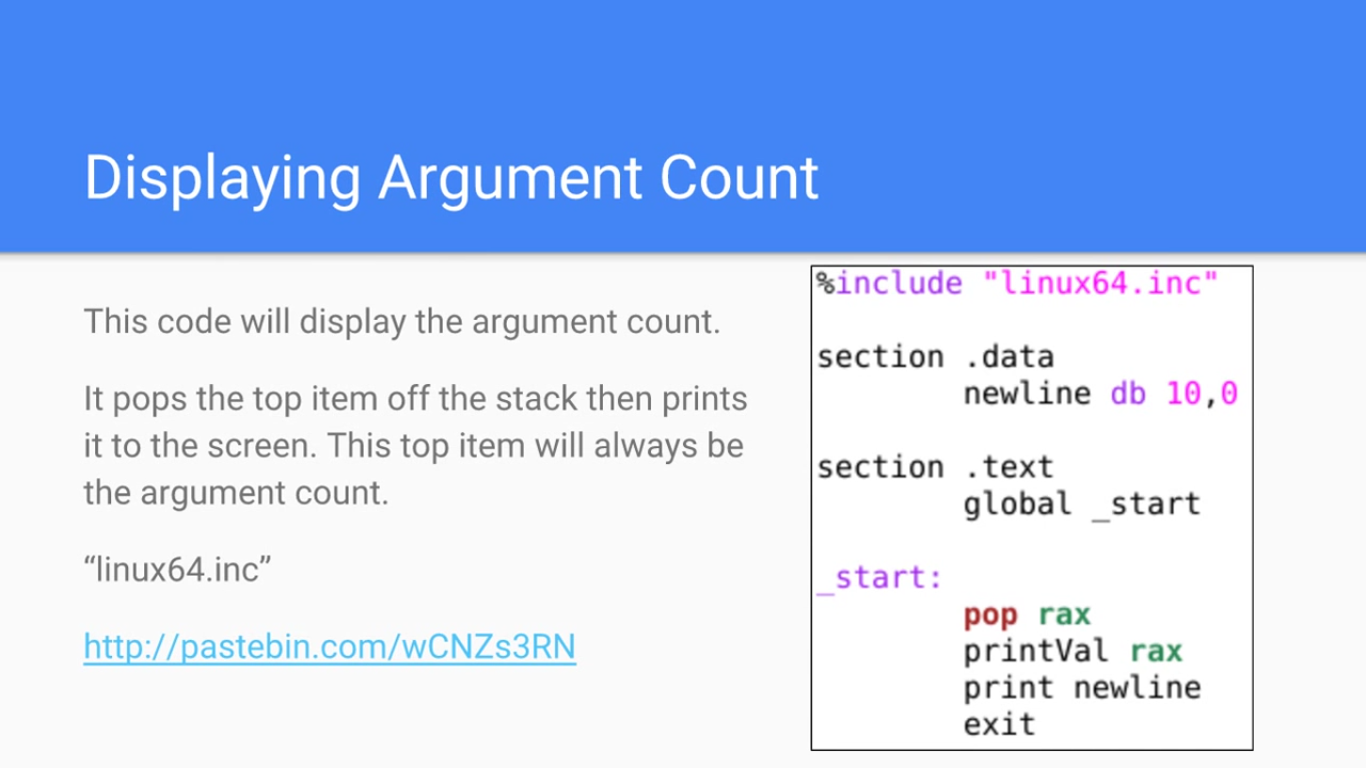 Displaying Argument Count
This code will display the argument count.
It pops the top item off the stack then prints
it to the screen. This top item will always be
the argument count.
“linux64.inc”
http://pastebin.com/wCNZs3RN
%include "linux64.inc"
section .data
newline db 10,0
section .text
global _start
_start:
pop rax
printVal rax
print newline
exit